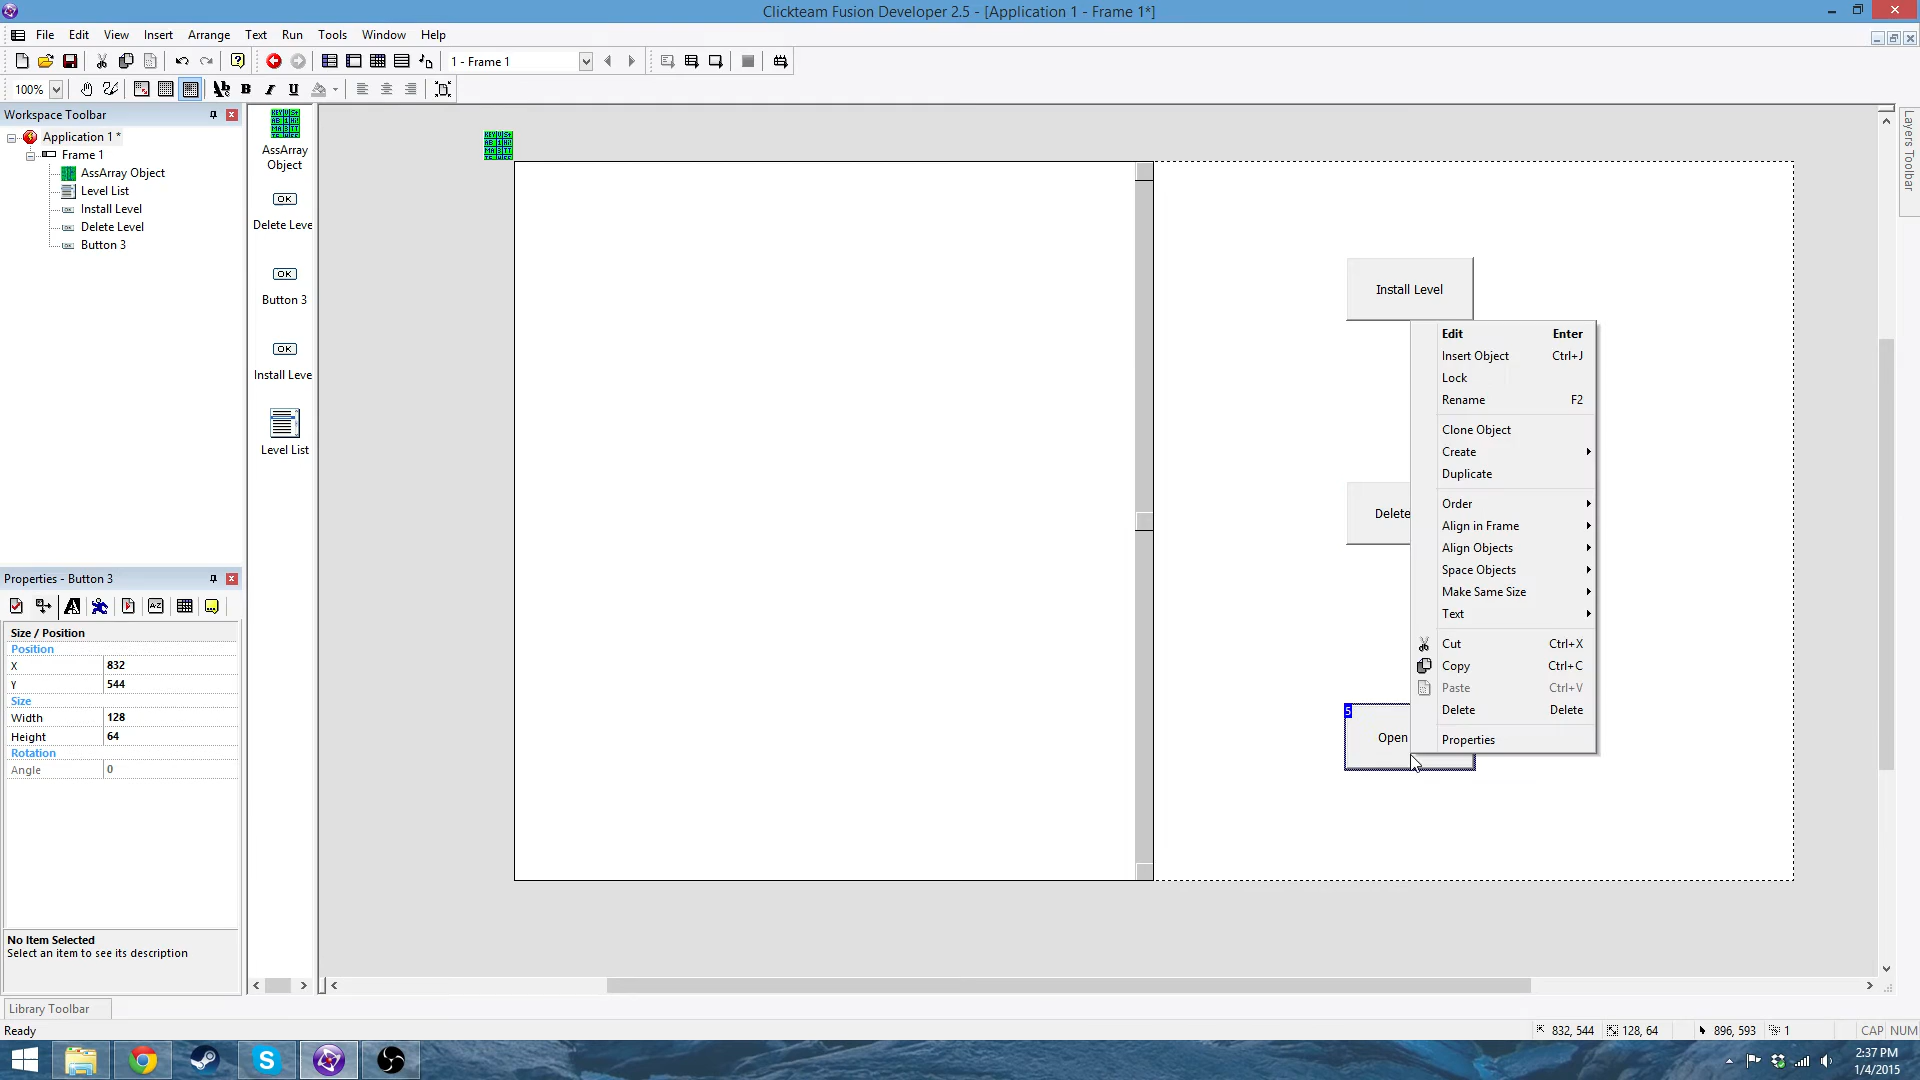 Clickteam Fusion Developer 2.5 - [Application 1 - Frame 1*]
File Edit View Insert Arrange Text Run Tools Window Help
1 - Frame 1
100%
Workspace Toolbar
Application 1 *
Frame 1
AssArray Object
Level List
Install Level
Delete Level
Button 3
AssArray
Object
Delete Leve
Button 3
Install Leve
Level List
Install Level
Delete
5
Open
Edit Enter
Insert Object Ctrl+J
Lock
Rename F2
Clone Object
Create
Duplicate
Order
Align in Frame
Align Objects
Space Objects
Make Same Size
Text
Cut Ctrl+X
Copy Ctrl+C
Paste Ctrl+V
Delete Delete
Properties
Layers Toolbar
Properties - Button 3
Size / Position
Position
X 832
Y 544
Size
Width 128
Height 64
Rotation
Angle 0
No Item Selected
Select an item to see its description
Library Toolbar
Ready
832, 544 128, 64 896, 593 1 CAP NUM
2:37 PM
1/4/2015